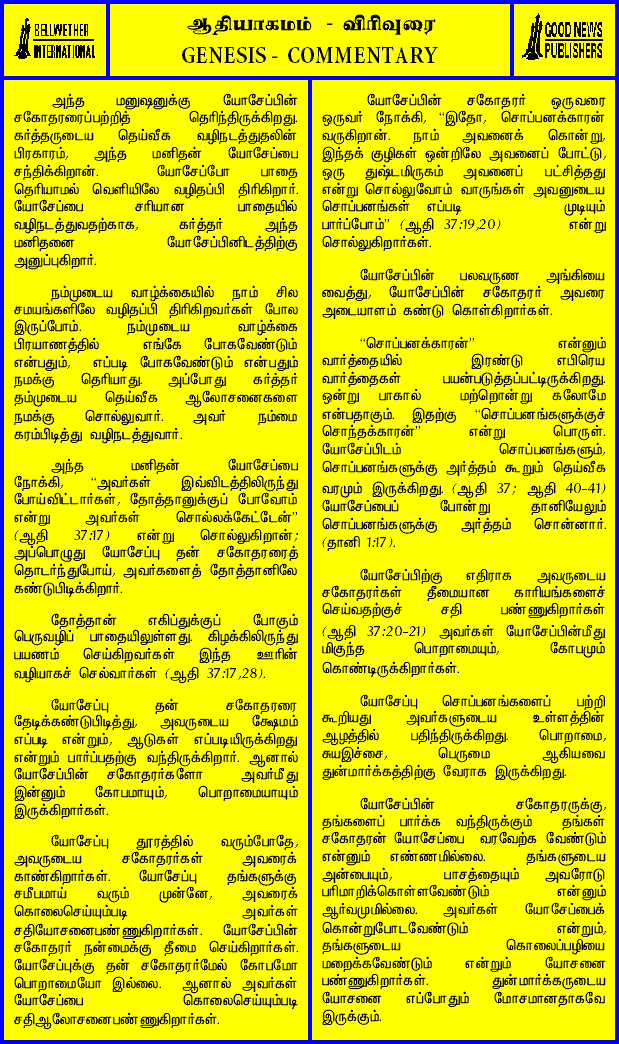 BELLWETHER
INTERNATIONAL
ஆதியாகமம் - விரிவுரை
GENESIS - COMMENTARY
GOOD NEWS
PUBLISHERS
அந்த மனுஷனுக்கு யோசேப்பின்
சகோதரரைப்பற்றித் தெரிந்திருக்கிறது.
கர்த்தருடைய தெய்வீக வழிநடத்துதலின்
பிரகாரம், அந்த மனிதன் யோசேப்பை
சந்திக்கிறான். யோசேப்போ பாதை
தெரியாமல் வெளியிலே வழிதப்பி திரிகிறார்.
யோசேப்பை சரியான பாதையில்
வழிநடத்துவதற்காக, கர்த்தர் அந்த
மனிதனை யோசேப்பினிடத்திற்கு
அனுப்புகிறார்.
நம்முடைய வாழ்க்கையில் நாம் சில
சமயங்களிலே வழிதப்பி திரிகிறவர்கள் போல
இருப்போம். நம்முடைய வாழ்க்கை
பிரயாணத்தில் எங்கே போகவேண்டும்
என்பதும், எப்படி போகவேண்டும் என்பதும்
நமக்கு தெரியாது. அப்போது கர்த்தர்
தம்முடைய தெய்வீக ஆலோசனைகளை
நமக்கு சொல்லுவார். அவர் நம்மை
கரம்பிடித்து வழிநடத்துவார்.
அந்த மனிதன் யோசேப்பை
நோக்கி, “அவர்கள் இவ்விடத்திலிருந்து
போய்விட்டார்கள், தோத்தானுக்குப் போவோம்
என்று அவர்கள் சொல்லக்கேட்டேன்”
(ஆதி 37:17) என்று சொல்லுகிறான்;
அப்பொழுது யோசேப்பு தன் சகோதரரைத்
தொடர்ந்துபோய், அவர்களைத் தோத்தானிலே
கண்டுபிடிக்கிறார்.
தோத்தான் எகிப்துக்குப் போகும்
பெருவழிப் பாதையிலுள்ளது. கிழக்கிலிருந்து
பயணம் செய்கிறவர்கள் இந்த ஊரின்
வழியாகச் செல்வார்கள் (ஆதி 37:17,28).
யோசேப்பு தன் சகோதரரை
தேடிக்கண்டுபிடித்து, அவருடைய க்ஷேமம்
எப்படி என்றும், ஆடுகள் எப்படியிருக்கிறது
என்றும் பார்ப்பதற்கு வந்திருக்கிறார். ஆனால்
யோசேப்பின் சகோதரர்களோ அவர்மீது
இன்னும் கோபமாயும், பொறாமையாயும்
இருக்கிறார்கள்.
யோசேப்பு தூரத்தில் வரும்போதே,
அவருடைய சகோதரர்கள் அவரைக்
காண்கிறார்கள். யோசேப்பு தங்களுக்கு
சமீபமாய் வரும் முன்னே, அவரைக்
கொலைசெய்யும்படி அவர்கள்
சதியோசனைபண்ணுகிறார்கள். யோசேப்பின்
சகோதரர் நன்மைக்கு தீமை செய்கிறார்கள்.
யோசேப்புக்கு தன் சகோதரர்மேல் கோபமோ
பொறாமையோ இல்லை. ஆனால் அவர்கள்
யோசேப்பை கொலைசெய்யும்படி
சதிஆலோசனைபண்ணுகிறார்கள்.
யோசேப்பின் சகோதரர் ஒருவரை
ஒருவர் நோக்கி, “இதோ, சொப்பனக்காரன்
வருகிறான். நாம் அவனைக் கொன்று,
இந்தக் குழிகள் ஒன்றிலே அவனைப் போட்டு,
ஒரு துஷ்டமிருகம் அவனைப் பட்சித்தது
என்று சொல்லுவோம் வாருங்கள் அவனுடைய
சொப்பனங்கள் எப்படி முடியும்
பார்ப்போம்” (ஆதி 37:19,20) என்று
சொல்லுகிறார்கள்.
யோசேப்பின் பலவருண அங்கியை
வைத்து, யோசேப்பின் சகோதரர் அவரை
அடையாளம் கண்டு கொள்கிறார்கள்.
“சொப்பனக்காரன்” என்னும்
வார்த்தையில் இரண்டு எபிரெய
வார்த்தைகள் பயன்படுத்தப்பட்டிருக்கிறது.
ஒன்று பாகால் மற்றொன்று கலோமே
என்பதாகும். இதற்கு “சொப்பனங்களுக்குச்
சொந்தக்காரன்” என்று பொருள்.
யோசேப்பிடம் சொப்பனங்களும்,
சொப்பனங்களுக்கு அர்த்தம் கூறும் தெய்வீக
வரமும் இருக்கிறது. (ஆதி 37; ஆதி 40-41)
யோசேப்பைப் போன்று தானியேலும்
சொப்பனங்களுக்கு அர்த்தம் சொன்னார்.
(தானி 1:17).
யோசேப்பிற்கு எதிராக அவருடைய
சகோதரர்கள் தீமையான காரியங்களைச்
செய்வதற்குச் சதி பண்ணுகிறார்கள்
(ஆதி 37:20-21) அவர்கள் யோசேப்பின்மீது
மிகுந்த பொறாமையும், கோபமும்
கொண்டிருக்கிறார்கள்.
யோசேப்பு சொப்பனங்களைப் பற்றி
கூறியது அவர்களுடைய உள்ளத்தின்
ஆழத்தில் பதிந்திருக்கிறது. பொறாமை,
சுயஇச்சை, பெருமை ஆகியவை
துன்மார்க்கத்திற்கு வேராக இருக்கிறது.
யோசேப்பின் சகோதரருக்கு,
தங்களைப் பார்க்க வந்திருக்கும் தங்கள்
சகோதரன் யோசேப்பை வரவேற்க வேண்டும்
என்னும் எண்ணமில்லை. தங்களுடைய
அன்பையும், பாசத்தையும் அவரோடு
பரிமாறிக்கொள்ளவேண்டும் என்னும்
ஆர்வமுமில்லை. அவர்கள் யோசேப்பைக்
கொன்றுபோடவேண்டும் என்றும்,
தங்களுடைய கொலைப்பழியை
மறைக்கவேண்டும் என்றும் யோசனை
பண்ணுகிறார்கள். துன்மார்க்கருடைய
யோசனை எப்போதும் மோசமானதாகவே
இருக்கும்.